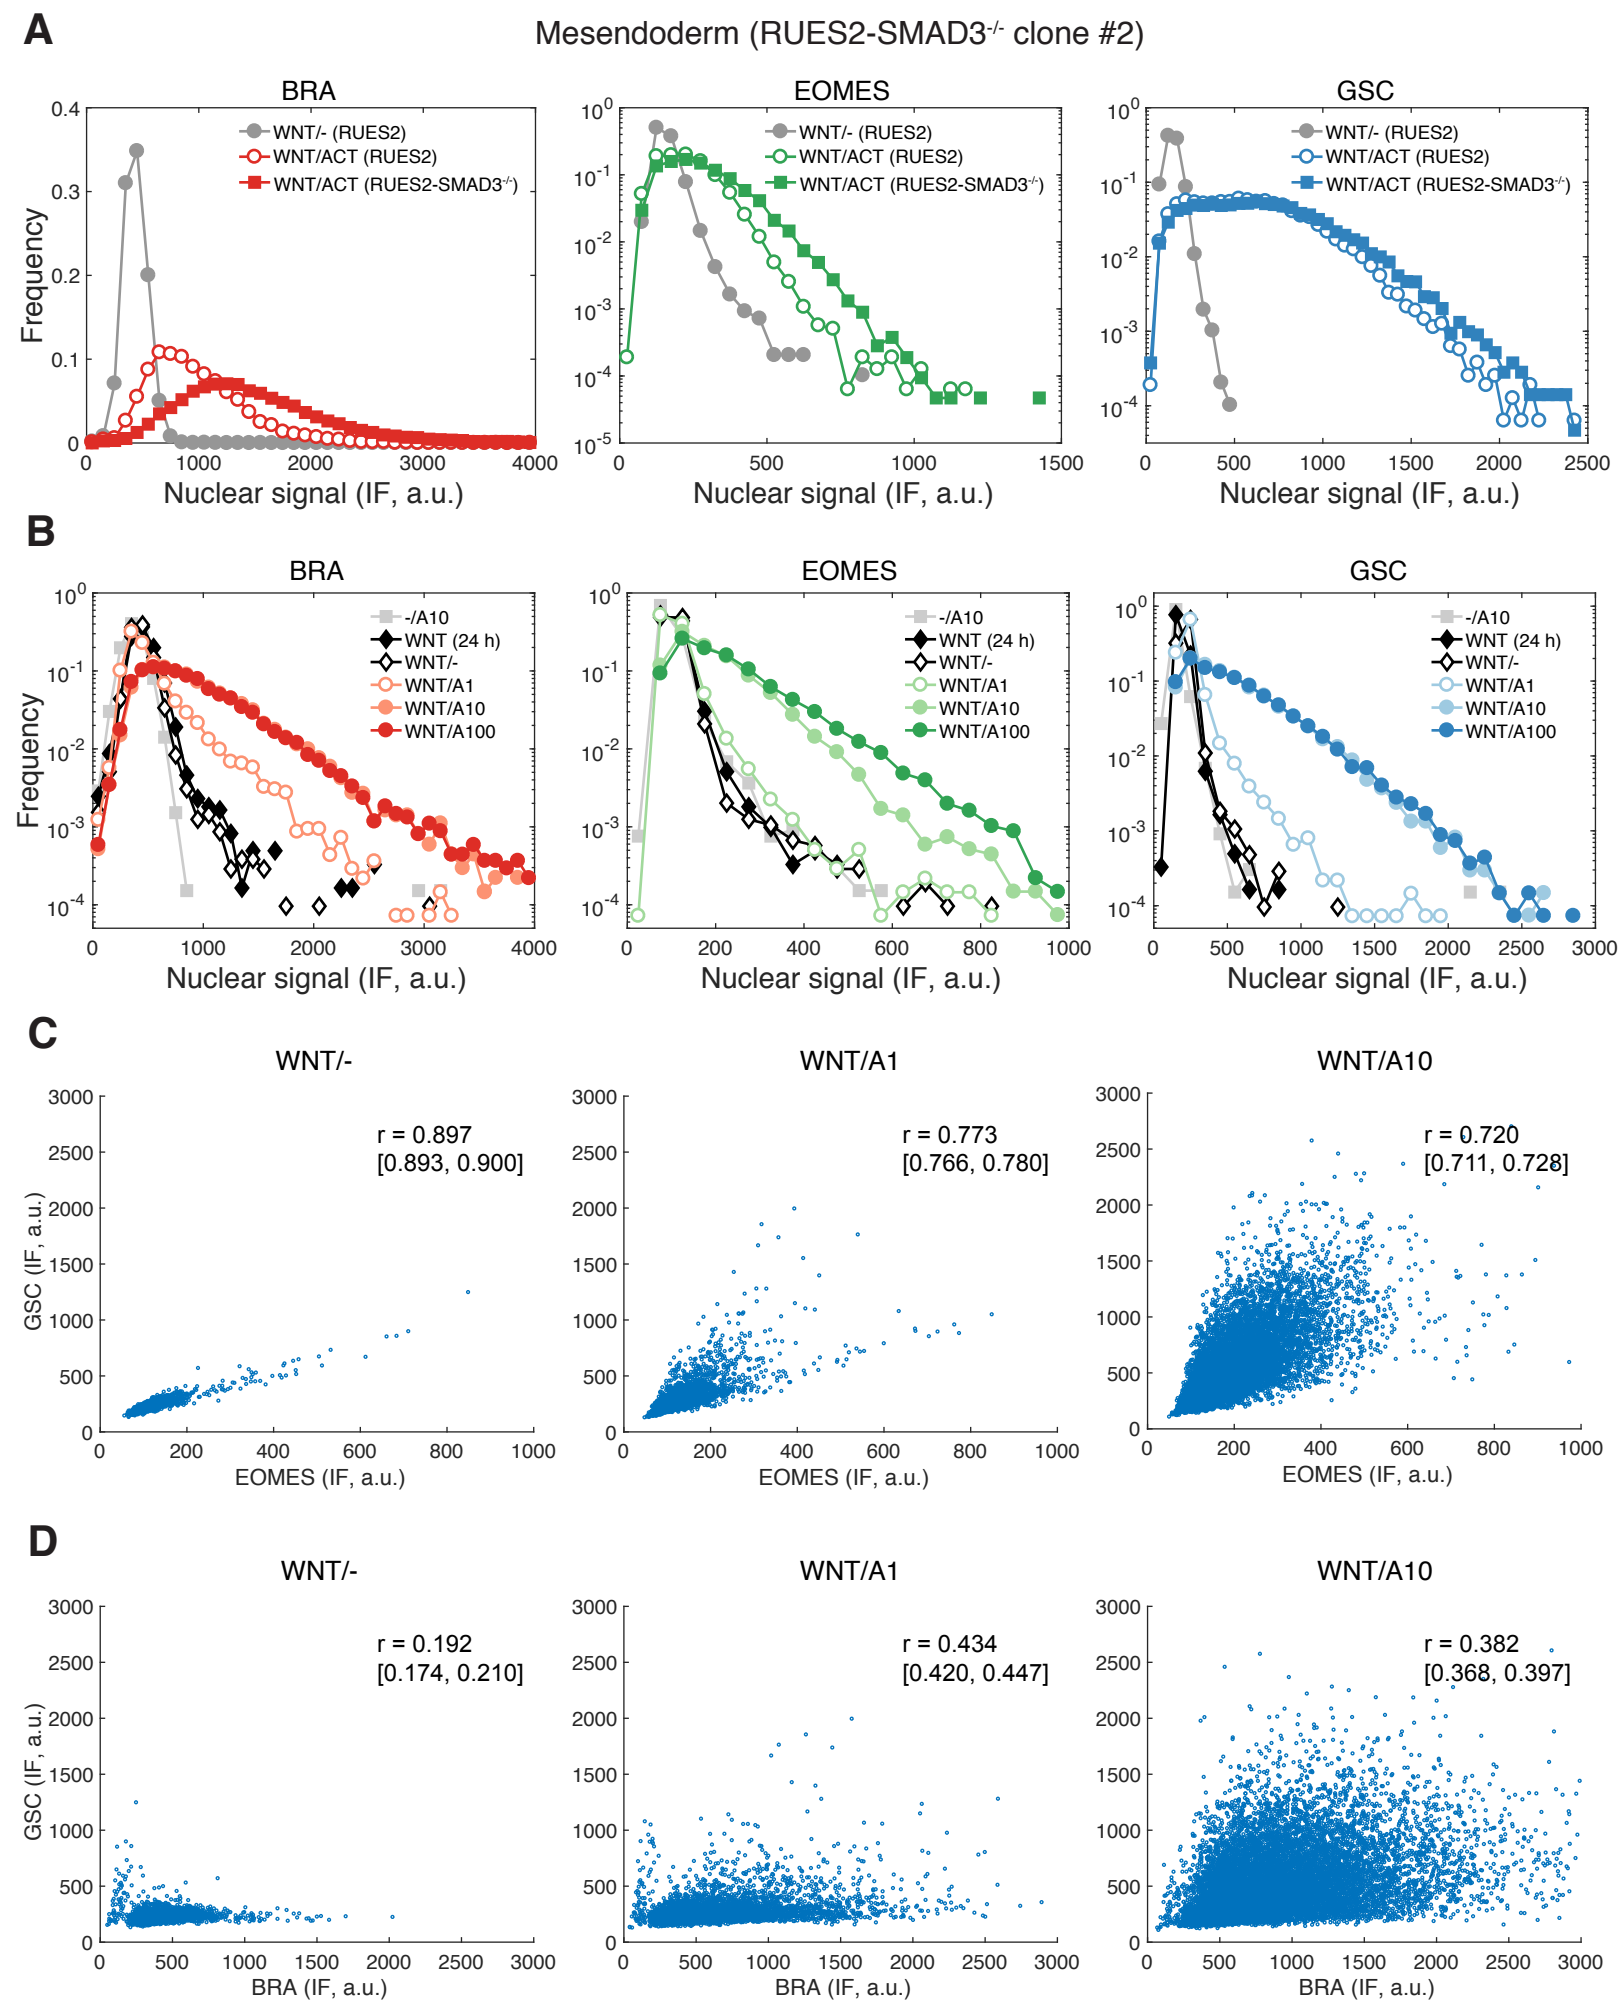 A
Mesendoderm (RUES2-SMAD3-/- clone #2)
BRA
EOMES
GSC
WNT/- (RUES2)
WNT/ACT (RUES2)
WNT/ACT (RUES2-SMAD3-/-)
WNT/- (RUES2)
WNT/ACT (RUES2)
WNT/ACT (RUES2-SMAD3-/-)
WNT/- (RUES2)
WNT/ACT (RUES2)
WNT/ACT (RUES2-SMAD3-/-)
Frequency
0.4
0.3
0.2
0.1
0
10^0
10^-1
10^-2
10^-3
10^-4
10^-5
10^0
10^-1
10^-2
10^-3
10^-4
0 1000 2000 3000 4000
0 500 1000 1500
0 500 1000 1500 2000 2500
Nuclear signal (IF, a.u.)
Nuclear signal (IF, a.u.)
Nuclear signal (IF, a.u.)
B
BRA
EOMES
GSC
-/A10
WNT (24 h)
WNT/-
WNT/A1
WNT/A10
WNT/A100
-/A10
WNT (24 h)
WNT/-
WNT/A1
WNT/A10
WNT/A100
-/A10
WNT (24 h)
WNT/-
WNT/A1
WNT/A10
WNT/A100
Frequency
10^0
10^-1
10^-2
10^-3
10^-4
10^0
10^-1
10^-2
10^-3
10^-4
10^0
10^-1
10^-2
10^-3
10^-4
0 1000 2000 3000 4000
0 200 400 600 800 1000
0 500 1000 1500 2000 2500 3000
Nuclear signal (IF, a.u.)
Nuclear signal (IF, a.u.)
Nuclear signal (IF, a.u.)
C
WNT/-
WNT/A1
WNT/A10
r = 0.897
[0.893, 0.900]
r = 0.773
[0.766, 0.780]
r = 0.720
[0.711, 0.728]
GSC (IF, a.u.)
3000
2500
2000
1500
1000
500
0
3000
2500
2000
1500
1000
500
0
3000
2500
2000
1500
1000
500
0
0 200 400 600 800 1000
0 200 400 600 800 1000
0 200 400 600 800 1000
EOMES (IF, a.u.)
EOMES (IF, a.u.)
EOMES (IF, a.u.)
D
WNT/-
WNT/A1
WNT/A10
r = 0.192
[0.174, 0.210]
r = 0.434
[0.420, 0.447]
r = 0.382
[0.368, 0.397]
GSC (IF, a.u.)
3000
2500
2000
1500
1000
500
0
3000
2500
2000
1500
1000
500
0
3000
2500
2000
1500
1000
500
0
0 500 1000 1500 2000 2500 3000
0 500 1000 1500 2000 2500 3000
0 500 1000 1500 2000 2500 3000
BRA (IF, a.u.)
BRA (IF, a.u.)
BRA (IF, a.u.)